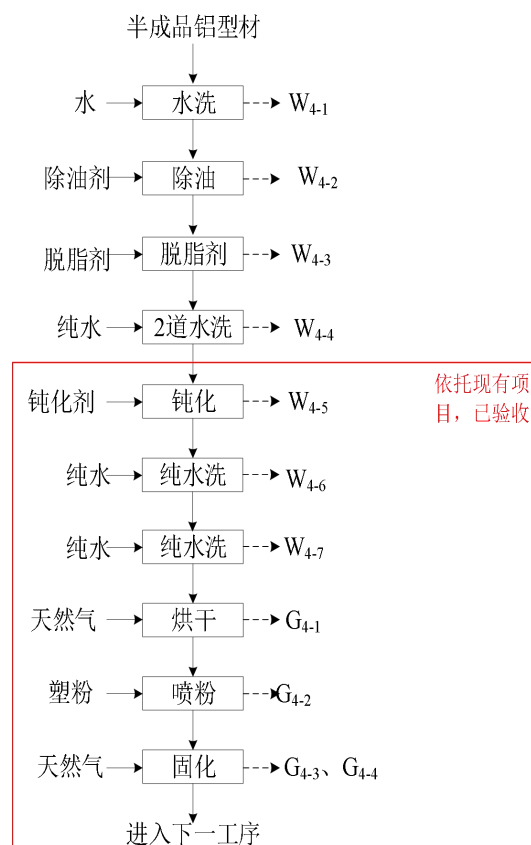 半成品铝型材
水 水洗 W4-1
除油剂 除油 W4-2
脱脂剂 脱脂剂 W4-3
纯水 2道水洗 W4-4
依托现有项
目，已验收
钝化剂 钝化 W4-5
纯水 纯水洗 W4-6
纯水 纯水洗 W4-7
天然气 烘干 G4-1
塑粉 喷粉 G4-2
天然气 固化 G4-3、G4-4
进入下一工序